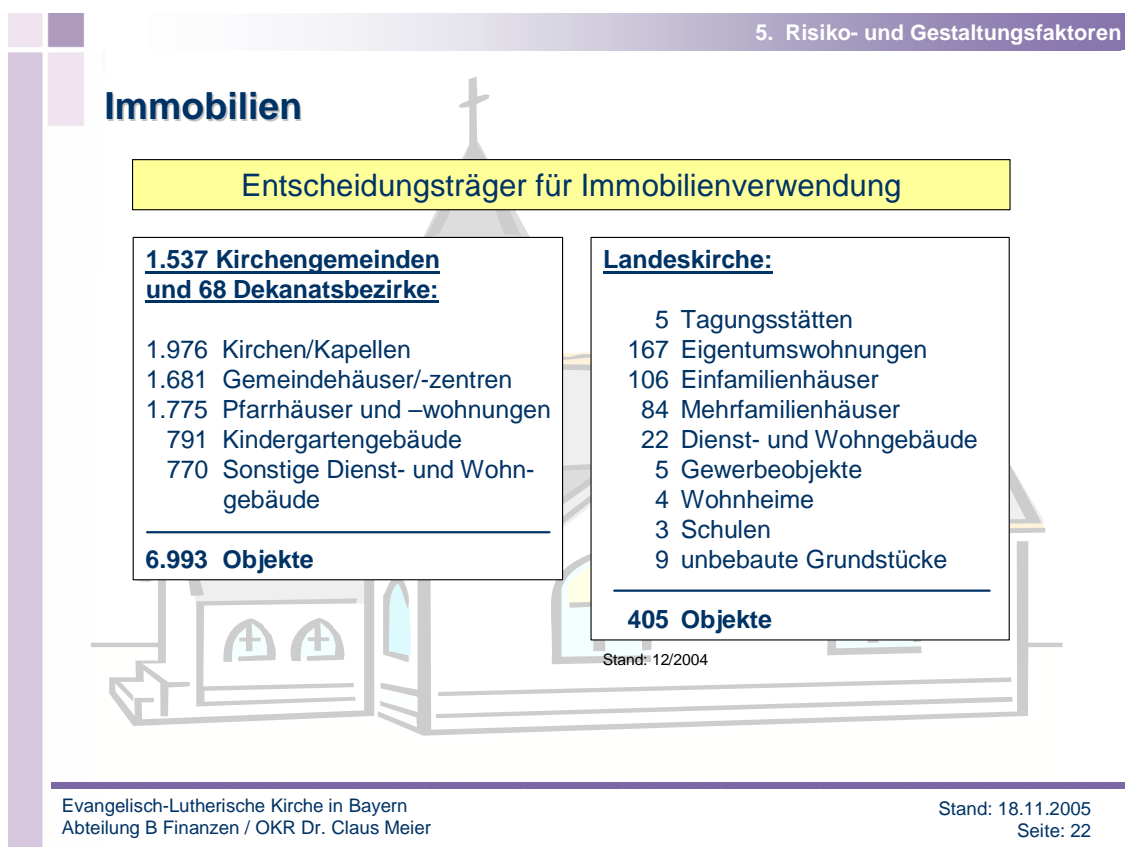 5. Risiko- und Gestaltungsfaktoren
Immobilien
Entscheidungsträger für Immobilienverwendung
1.537 Kirchengemeinden
und 68 Dekanatsbezirke:
1.976 Kirchen/Kapellen
1.681 Gemeindehäuser/-zentren
1.775 Pfarrhäuser und –wohnungen
791 Kindergartengebäude
770 Sonstige Dienst- und Wohn-
gebäude
6.993 Objekte
Landeskirche:
5 Tagungsstätten
167 Eigentumswohnungen
106 Einfamilienhäuser
84 Mehrfamilienhäuser
22 Dienst- und Wohngebäude
5 Gewerbeobjekte
4 Wohnheime
3 Schulen
9 unbebaute Grundstücke
405 Objekte
Stand: 12/2004
Evangelisch-Lutherische Kirche in Bayern
Abteilung B Finanzen / OKR Dr. Claus Meier
Stand: 18.11.2005
Seite: 22